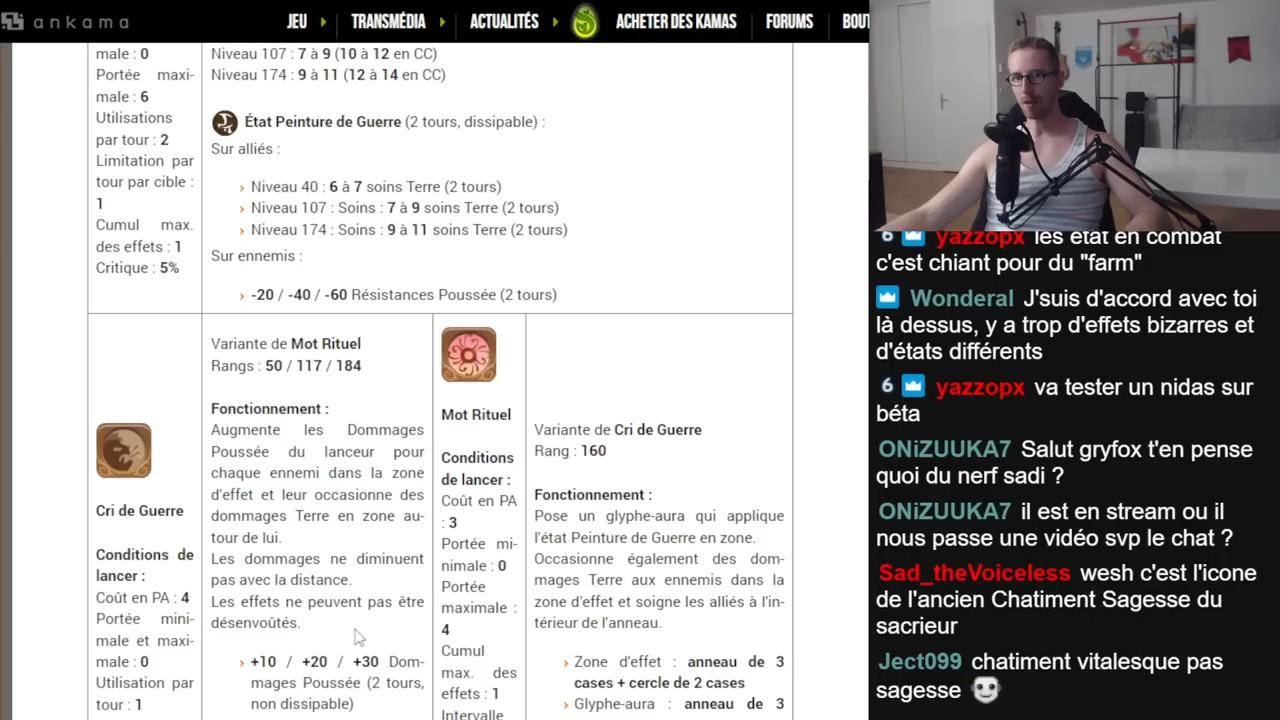 ankama
JEU
TRANSMÉDIA
ACTUALITÉS
ACHETER DES KAMAS
FORUMS
BOUT
male : 0
Portée maxi-
male : 6
Utilisations
par tour : 2
Limitation par
tour par cible :
1
Cumul max.
des effets : 1
Critique : 5%
Niveau 107 : 7 à 9 (10 à 12 en CC)
Niveau 174 : 9 à 11 (12 à 14 en CC)
État Peinture de Guerre (2 tours, dissipable) :
Sur alliés :
Niveau 40 : 6 à 7 soins Terre (2 tours)
Niveau 107 : Soins : 7 à 9 soins Terre (2 tours)
Niveau 174 : Soins : 9 à 11 soins Terre (2 tours)
Sur ennemis :
-20 / -40 / -60 Résistances Poussée (2 tours)
Cri de Guerre
Conditions de
lancer :
Coût en PA : 4
Portée mini-
male et maxi-
male : 0
Utilisation par
tour : 1
Variante de Mot Rituel
Rangs : 50 / 117 / 184
Fonctionnement :
Augmente les Dommages
Poussée du lanceur pour
chaque ennemi dans la zone
d'effet et leur occasionne des
dommages Terre en zone au-
tour de lui.
Les dommages ne diminuent
pas avec la distance.
Les effets ne peuvent pas être
désenvoûtés.
+10 / +20 / +30 Dom-
mages Poussée (2 tours,
non dissipable)
Mot Rituel
Conditions
de lancer :
Coût en PA
: 3
Portée mi-
nimale : 0
Portée
maximale :
4
Cumul
max. des
effets : 1
Intervalle
Variante de Cri de Guerre
Rang : 160
Fonctionnement :
Pose un glyphe-aura qui applique
l'état Peinture de Guerre en zone.
Occasionne également des dom-
mages Terre aux ennemis dans la
zone d'effet et soigne les alliés à l'in-
térieur de l'anneau.
Zone d'effet : anneau de 3
cases + cercle de 2 cases
Glyphe-aura : anneau de 3
6 yazzopx les état en combat
c'est chiant pour du "farm"
Wonderal J'suis d'accord avec toi
là dessus, y a trop d'effets bizarres et
d'états différents
6 yazzopx va tester un nidas sur
béta
ONiZUUKA7 Salut gryfox t'en pense
quoi du nerf sadi ?
ONiZUUKA7 il est en stream ou il
nous passe une vidéo svp le chat ?
Sad_theVoiceless wesh c'est l'icone
de l'ancien Chatiment Sagesse du
sacrieur
Ject099 chatiment vitalesque pas
sagesse